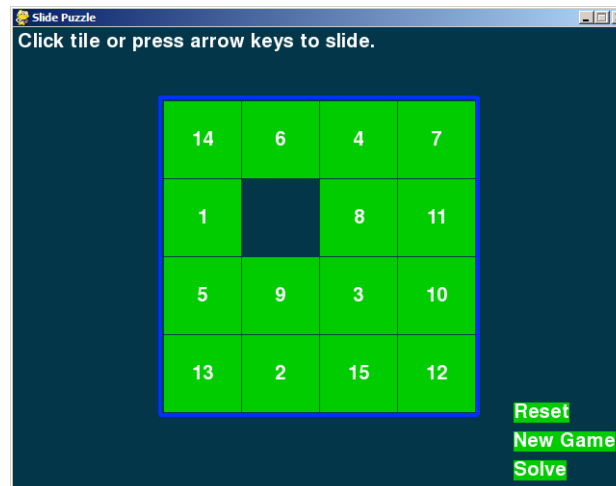 Slide Puzzle
Click tile or press arrow keys to slide.
14 6 4 7
1 8 11
5 9 3 10
13 2 15 12
Reset
New Game
Solve